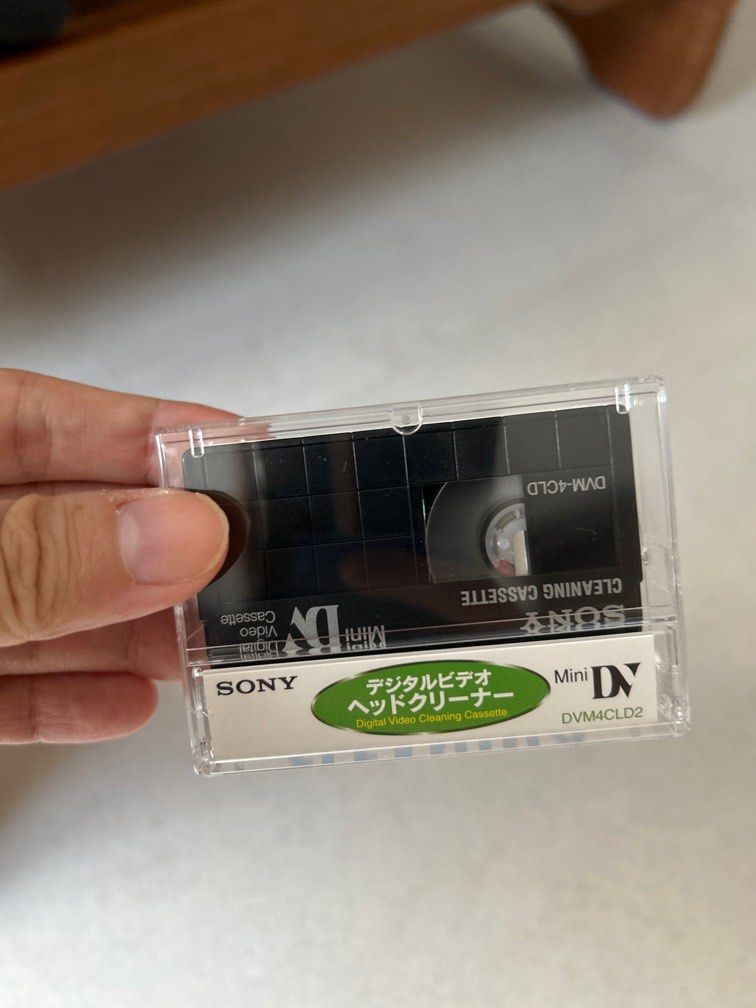 DVM-4CLD
CLEANING CASSETTE
SONY
Mini DV
Digital
Video
Cassette
SONY
デジタルビデオ
ヘッドクリーナー
Digital Video Cleaning Cassette
Mini DV
DVM4CLD2